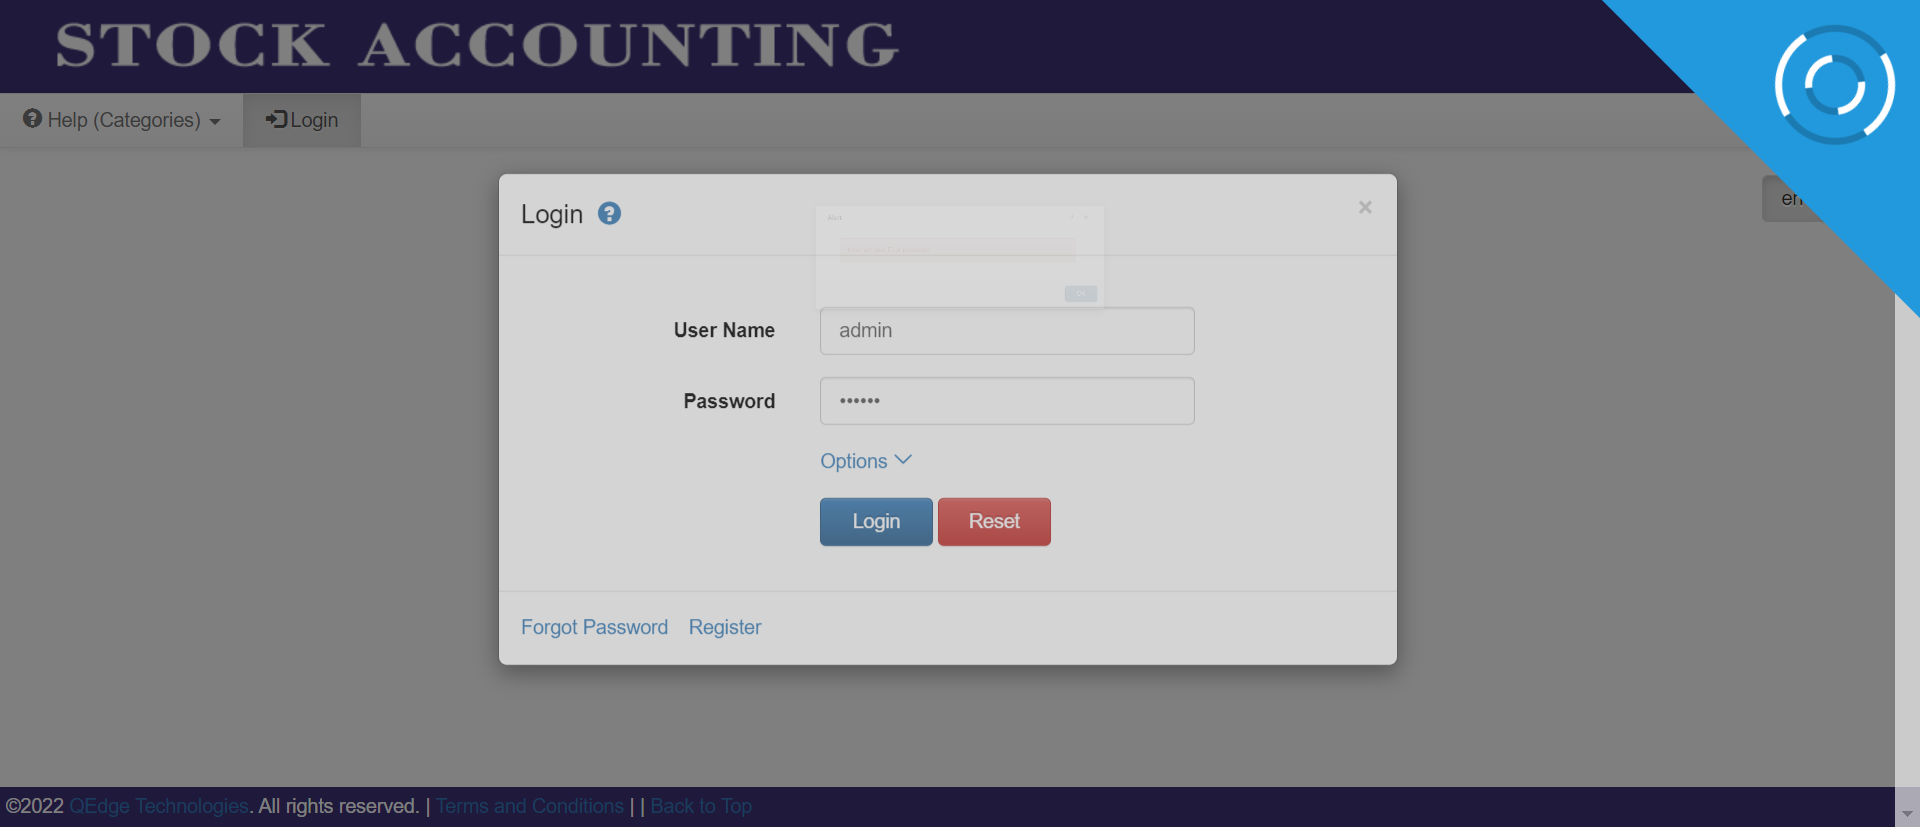 STOCK ACCOUNTING
Help (Categories)
Login
en
Login
×
Alert
User Name
admin
Password
••••••
Options
Login
Reset
Forgot Password
Register
©2022 QEdge Technologies. All rights reserved. | Terms and Conditions | | Back to Top